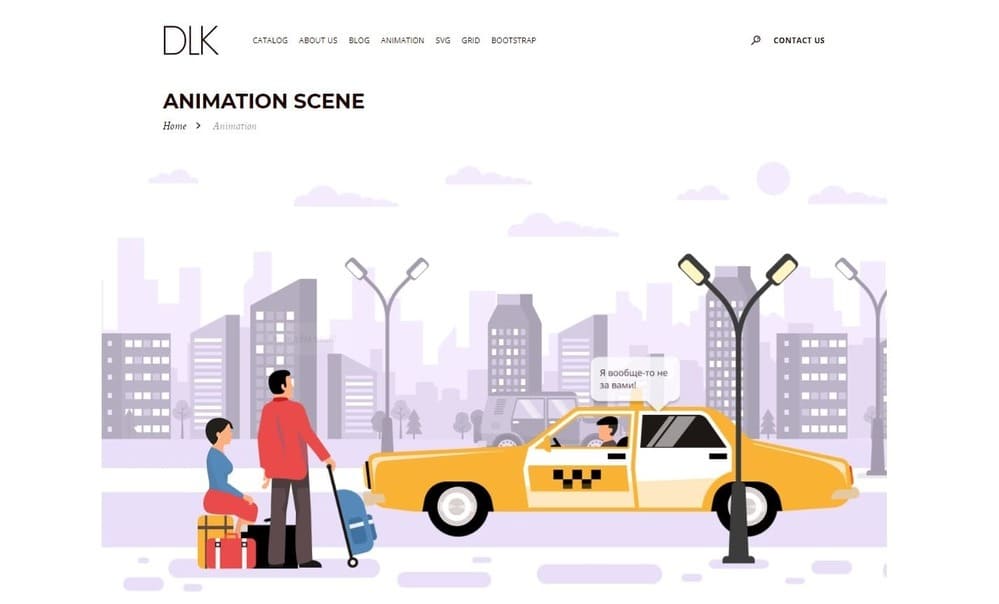 DLK
CATALOG ABOUT US BLOG ANIMATION SVG GRID BOOTSTRAP CONTACT US
ANIMATION SCENE
Home > Animation
Я вообще-то не
за вами!